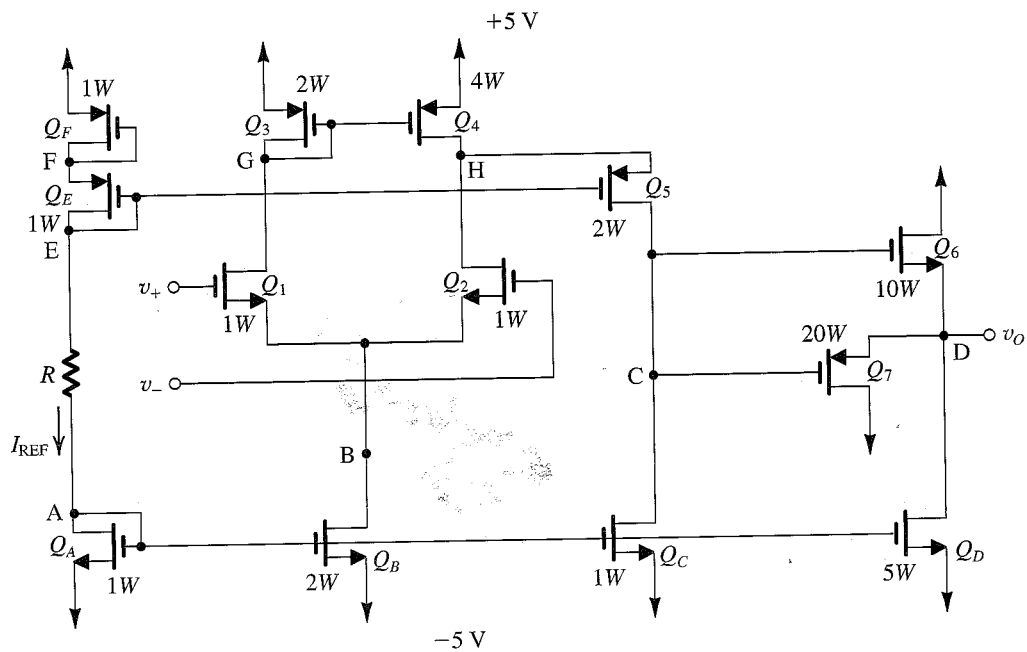 +5 V
1W
2W
4W
Q_F
Q_3
Q_4
F
G
H
Q_E
Q_5
1W
2W
E
Q_6
v_+
Q_1
Q_2
1W
1W
10W
20W
v_O
D
R
v_−
C
Q_7
I_REF
B
A
Q_A
Q_B
Q_C
Q_D
1W
2W
1W
5W
−5 V